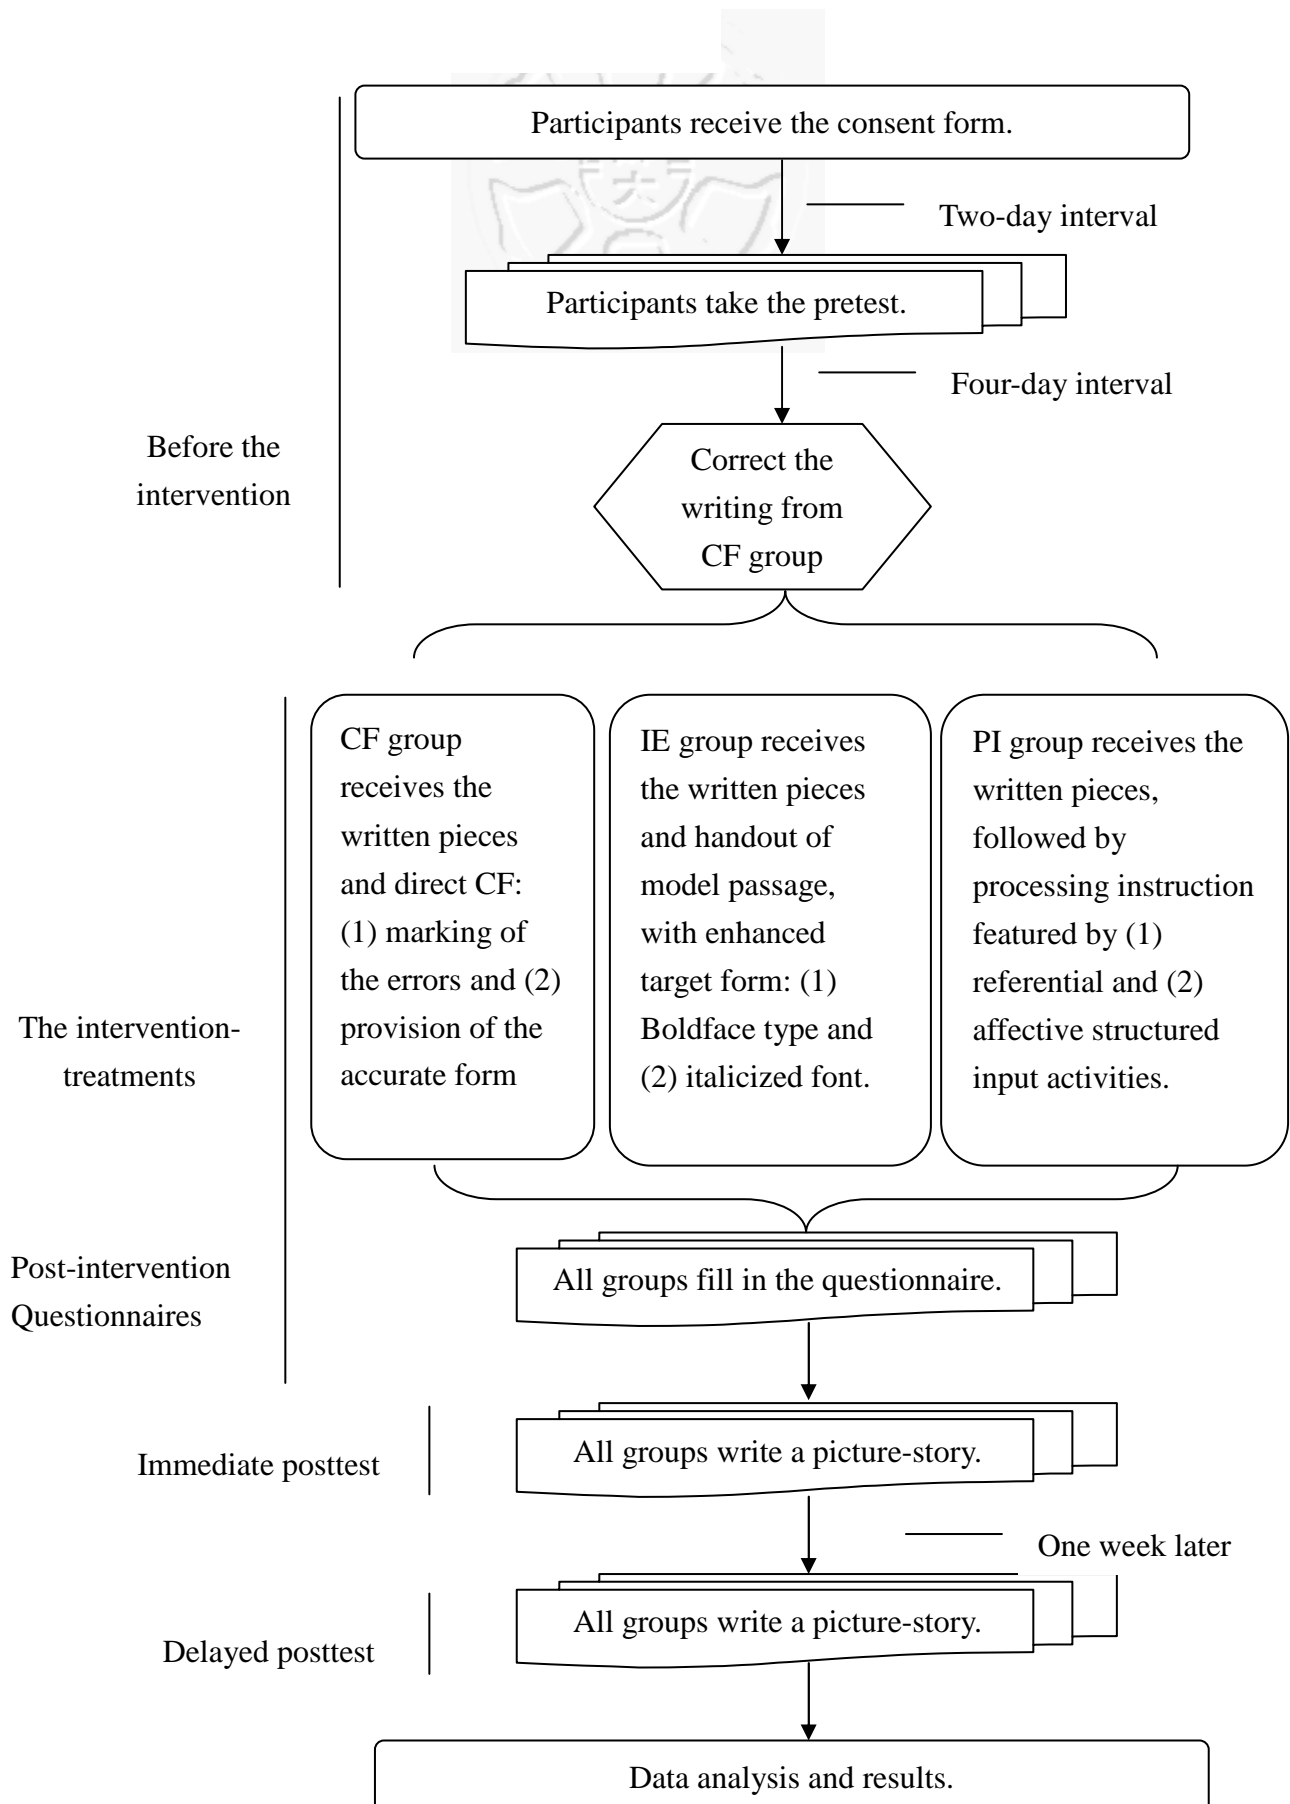 Participants receive the consent form.
大
Two-day interval
Participants take the pretest.
Four-day interval
Before the
intervention
Correct the
writing from
CF group
The intervention-
treatments
CF group
receives the
written pieces
and direct CF:
(1) marking of
the errors and (2)
provision of the
accurate form
IE group receives
the written pieces
and handout of
model passage,
with enhanced
target form: (1)
Boldface type and
(2) italicized font.
PI group receives the
written pieces,
followed by
processing instruction
featured by (1)
referential and (2)
affective structured
input activities.
Post-intervention
Questionnaires
All groups fill in the questionnaire.
Immediate posttest
All groups write a picture-story.
One week later
Delayed posttest
All groups write a picture-story.
Data analysis and results.